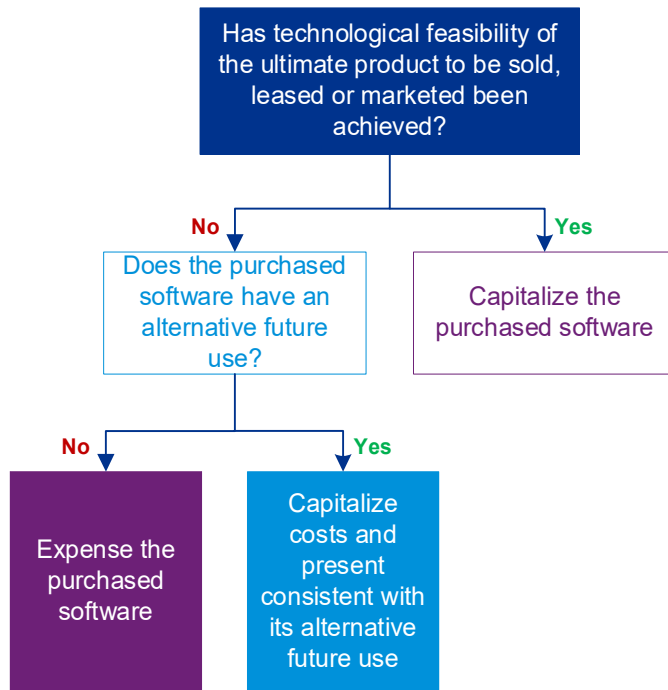 Has technological feasibility of
the ultimate product to be sold,
leased or marketed been
achieved?
No
Yes
Does the purchased
software have an
alternative future
use?
Capitalize the
purchased software
No
Yes
Expense the
purchased
software
Capitalize
costs and
present
consistent with
its alternative
future use